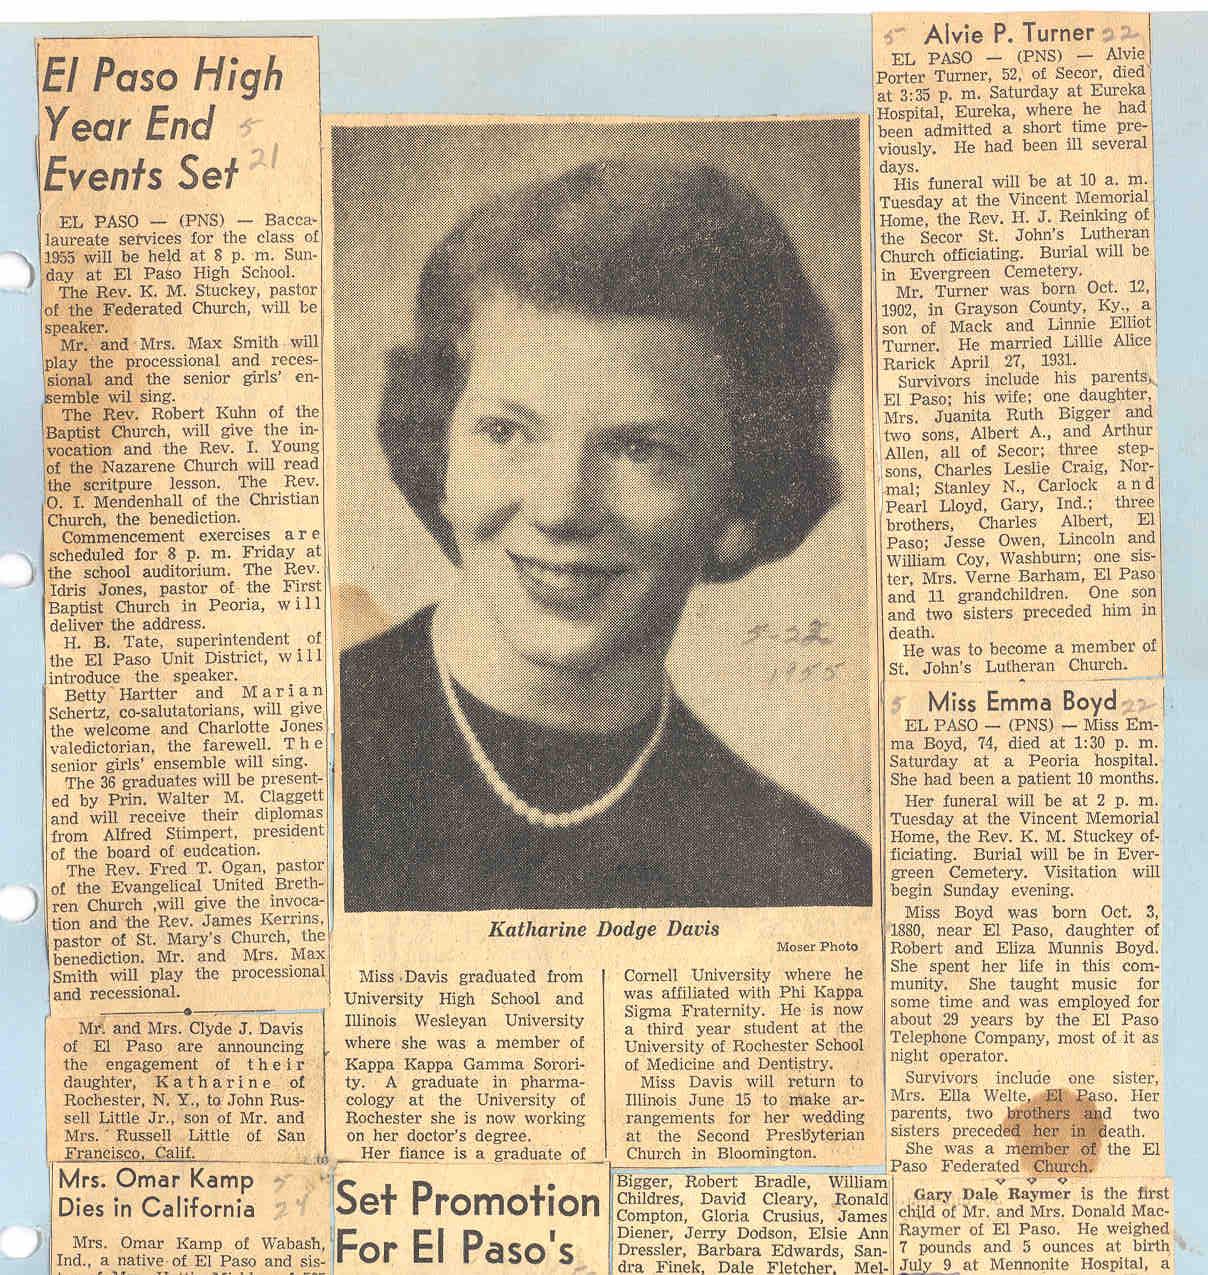 El Paso High
Year End
Events Set
5
21
EL PASO — (PNS) — Bacca-
laureate services for the class of
1955 will be held at 8 p. m. Sun-
day at El Paso High School.
The Rev. K. M. Stuckey, pastor
of the Federated Church, will be
speaker.
Mr. and Mrs. Max Smith will
play the processional and reces-
sional and the senior girls' en-
semble wil sing.
The Rev. Robert Kuhn of the
Baptist Church, will give the in-
vocation and the Rev. I. Young
of the Nazarene Church will read
the scritpure lesson. The Rev.
O. I. Mendenhall of the Christian
Church, the benediction.
Commencement exercises are
scheduled for 8 p. m. Friday at
the school auditorium. The Rev.
Idris Jones, pastor of the First
Baptist Church in Peoria, will
deliver the address.
H. B. Tate, superintendent of
the El Paso Unit District, will
introduce the speaker.
Betty Hartter and Marian
Schertz, co-salutatorians, will give
the welcome and Charlotte Jones
valedictorian, the farewell. The
senior girls' ensemble will sing.
The 36 graduates will be present-
ed by Prin. Walter M. Claggett
and will receive their diplomas
from Alfred Stimpert, president
of the board of eudcation.
The Rev. Fred T. Ogan, pastor
of the Evangelical United Breth-
ren Church ,will give the invoca-
tion and the Rev. James Kerrins,
pastor of St. Mary's Church, the
benediction. Mr. and Mrs. Max
Smith will play the processional
and recessional.
5-22
1955
Katharine Dodge Davis
Moser Photo
Mr. and Mrs. Clyde J. Davis
of El Paso are announcing
the engagement of their
daughter, Katharine of
Rochester, N. Y., to John Rus-
sell Little Jr., son of Mr. and
Mrs. Russell Little of San
Francisco, Calif.
Miss Davis graduated from
University High School and
Illinois Wesleyan University
where she was a member of
Kappa Kappa Gamma Sorori-
ty. A graduate in pharma-
cology at the University of
Rochester she is now working
on her doctor's degree.
Her fiance is a graduate of
Cornell University where he
was affiliated with Phi Kappa
Sigma Fraternity. He is now
a third year student at the
University of Rochester School
of Medicine and Dentistry.
Miss Davis will return to
Illinois June 15 to make ar-
rangements for her wedding
at the Second Presbyterian
Church in Bloomington.
5 Alvie P. Turner 22
EL PASO — (PNS) — Alvie
Porter Turner, 52, of Secor, died
at 3:35 p. m. Saturday at Eureka
Hospital, Eureka, where he had
been admitted a short time pre-
viously. He had been ill several
days.
His funeral will be at 10 a. m.
Tuesday at the Vincent Memorial
Home, the Rev. H. J. Reinking of
the Secor St. John's Lutheran
Church officiating. Burial will be
in Evergreen Cemetery.
Mr. Turner was born Oct. 12,
1902, in Grayson County, Ky., a
son of Mack and Linnie Elliot
Turner. He married Lillie Alice
Rarick April 27, 1931.
Survivors include his parents,
El Paso; his wife; one daughter,
Mrs. Juanita Ruth Bigger and
two sons, Albert A., and Arthur
Allen, all of Secor; three step-
sons, Charles Leslie Craig, Nor-
mal; Stanley N., Carlock and
Pearl Lloyd, Gary, Ind.; three
brothers, Charles Albert, El
Paso; Jesse Owen, Lincoln and
William Coy, Washburn; one sis-
ter, Mrs. Verne Barham, El Paso
and 11 grandchildren. One son
and two sisters preceded him in
death.
He was to become a member of
St. John's Lutheran Church.
5 Miss Emma Boyd 22
EL PASO — (PNS) — Miss Em-
ma Boyd, 74, died at 1:30 p. m.
Saturday at a Peoria hospital.
She had been a patient 10 months.
Her funeral will be at 2 p. m.
Tuesday at the Vincent Memorial
Home, the Rev. K. M. Stuckey of-
ficiating. Burial will be in Ever-
green Cemetery. Visitation will
begin Sunday evening.
Miss Boyd was born Oct. 3,
1880, near El Paso, daughter of
Robert and Eliza Munnis Boyd.
She spent her life in this com-
munity. She taught music for
some time and was employed for
about 29 years by the El Paso
Telephone Company, most of it as
night operator.
Survivors include one sister,
Mrs. Ella Welte, El Paso. Her
parents, two brothers and two
sisters preceded her in death.
She was a member of the El
Paso Federated Church.
Mrs. Omar Kamp
Dies in California
5
24
Mrs. Omar Kamp of Wabash,
Ind., a native of El Paso and sis-
Set Promotion
For El Paso's
Bigger, Robert Bradle, William
Childres, David Cleary, Ronald
Compton, Gloria Crusius, James
Diener, Jerry Dodson, Elsie Ann
Dressler, Barbara Edwards, San-
dra Finek, Dale Fletcher, Mel-
Gary Dale Raymer is the first
child of Mr. and Mrs. Donald Mac-
Raymer of El Paso. He weighed
7 pounds and 5 ounces at birth
July 9 at Mennonite Hospital, a